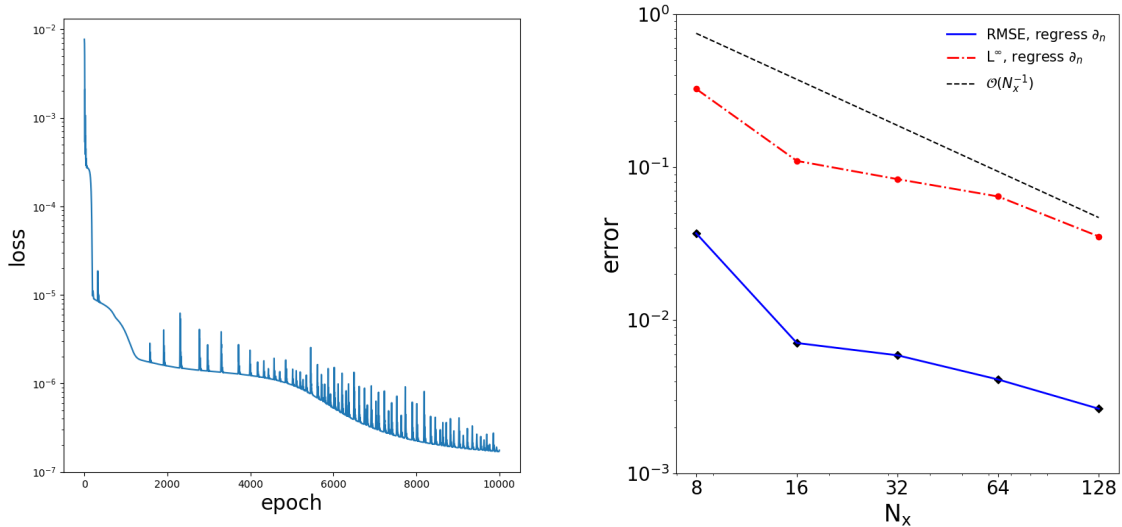 10⁻²
10⁻³
10⁻⁴
10⁻⁵
10⁻⁶
10⁻⁷
loss
0 2000 4000 6000 8000 10000
epoch
10⁰
10⁻¹
10⁻²
10⁻³
error
RMSE, regress ∂ₙ
L^∞, regress ∂ₙ
𝒪(Nₓ⁻¹)
8 16 32 64 128
Nₓ